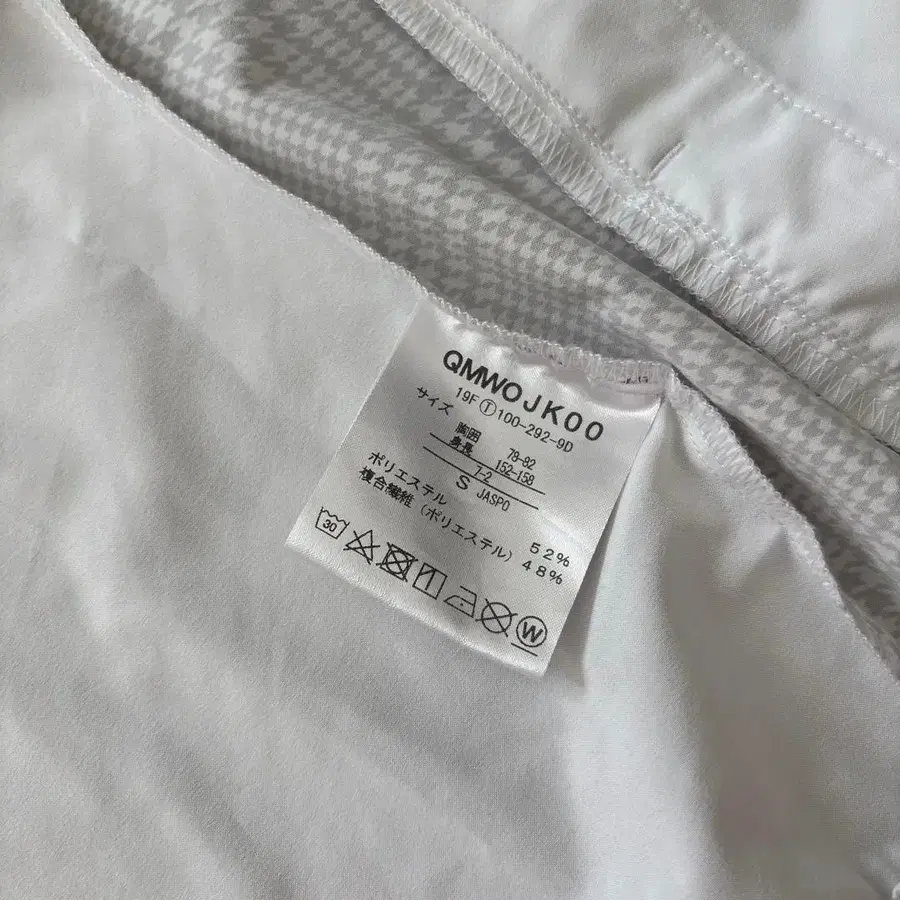 QMWOJK00
19F Ⓣ100-292-9D
サイズ
胸囲 79-82
身長 152-158
7-2
S JASPO
ポリエステル 52%
複合繊維(ポリエステル) 48%
30
W